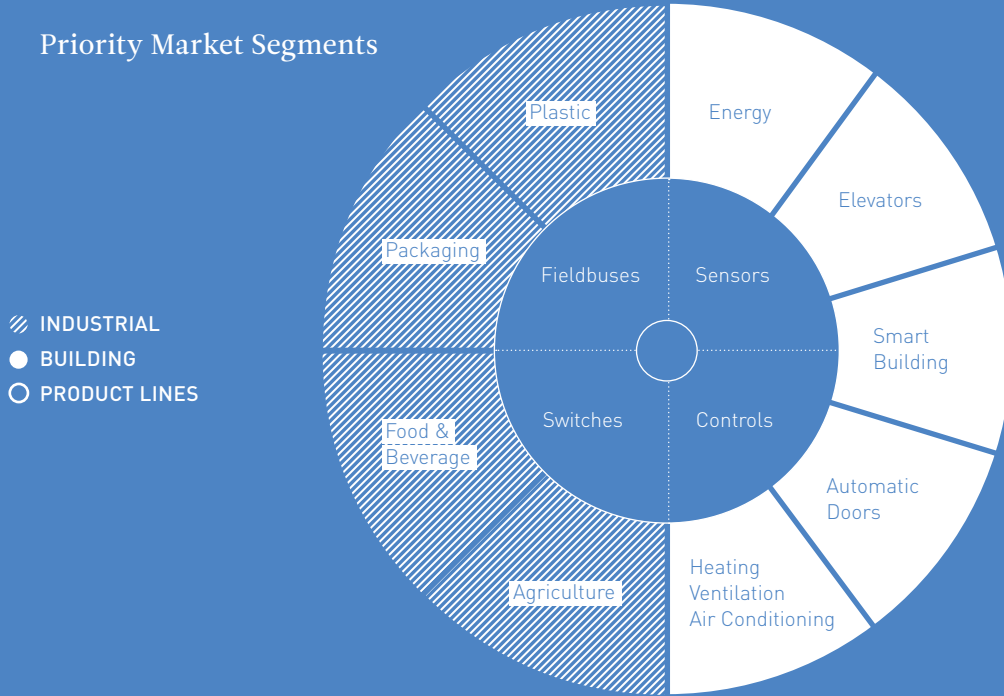 Priority Market Segments
Plastic
Energy
Elevators
Packaging
Fieldbuses
Sensors
INDUSTRIAL
BUILDING
PRODUCT LINES
Smart
Building
Food &
Beverage
Switches
Controls
Automatic
Doors
Agriculture
Heating
Ventilation
Air Conditioning